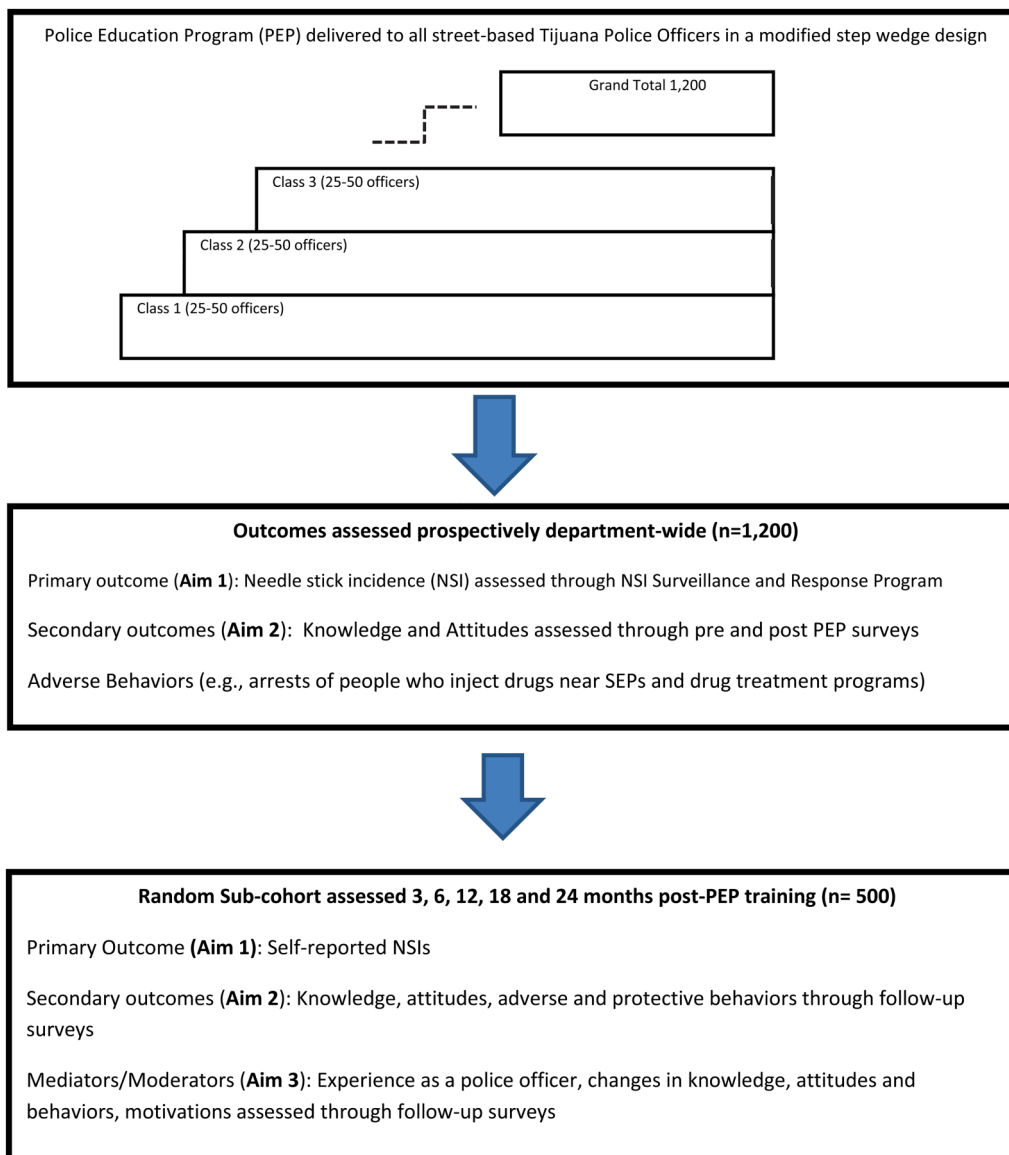 Police Education Program (PEP) delivered to all street-based Tijuana Police Officers in a modified step wedge design
Grand Total 1,200
Class 3 (25-50 officers)
Class 2 (25-50 officers)
Class 1 (25-50 officers)
Outcomes assessed prospectively department-wide (n=1,200)
Primary outcome (Aim 1): Needle stick incidence (NSI) assessed through NSI Surveillance and Response Program
Secondary outcomes (Aim 2): Knowledge and Attitudes assessed through pre and post PEP surveys
Adverse Behaviors (e.g., arrests of people who inject drugs near SEPs and drug treatment programs)
Random Sub-cohort assessed 3, 6, 12, 18 and 24 months post-PEP training (n= 500)
Primary Outcome (Aim 1): Self-reported NSIs
Secondary outcomes (Aim 2): Knowledge, attitudes, adverse and protective behaviors through follow-up
surveys
Mediators/Moderators (Aim 3): Experience as a police officer, changes in knowledge, attitudes and
behaviors, motivations assessed through follow-up surveys